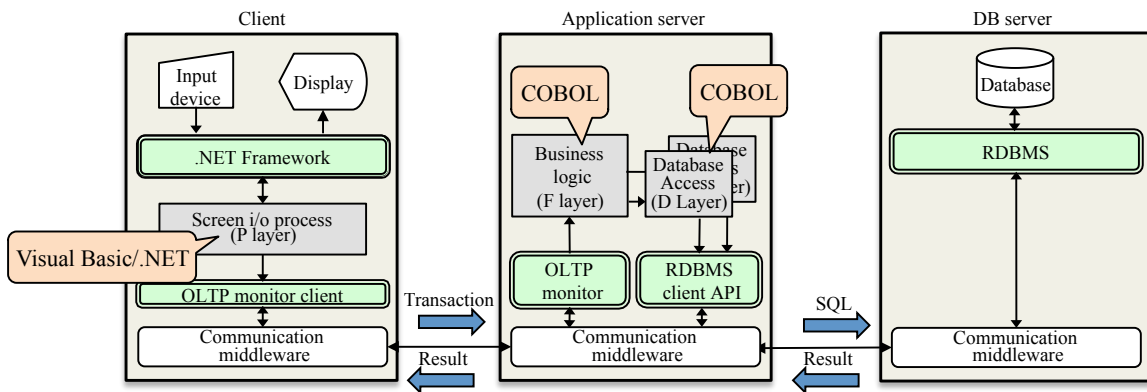 Client
Application server
DB server
Input
device
Display
COBOL
COBOL
Database
.NET Framework
Business
logic
(F layer)
Database
Access
(D Layer)
Database
RDBMS
Screen i/o process
(P layer)
Visual Basic/.NET
OLTP monitor client
OLTP
monitor
RDBMS
client API
Transaction
SQL
Communication
middleware
Communication
middleware
Communication
middleware
Result
Result